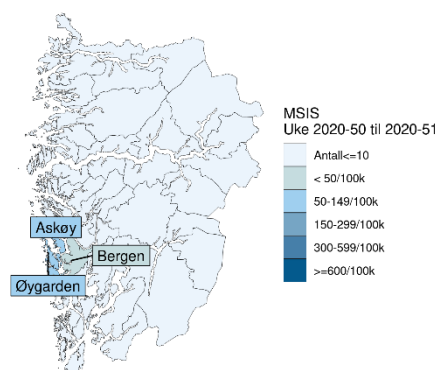 MSIS
Uke 2020-50 til 2020-51
Antall<=10
< 50/100k
50-149/100k
150-299/100k
300-599/100k
>=600/100k
Askøy
Bergen
Øygarden